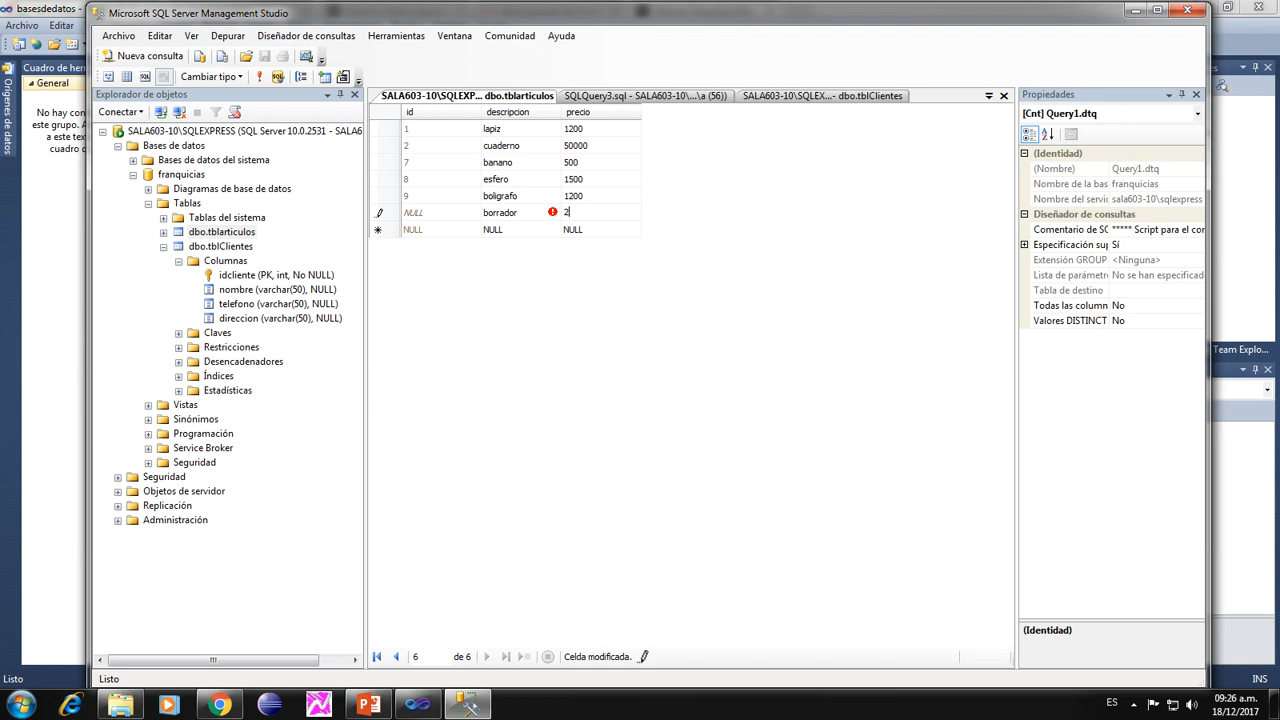 basesdedatos -
Archivo Editar
Microsoft SQL Server Management Studio
Archivo Editar Ver Depurar Diseñador de consultas Herramientas Ventana Comunidad Ayuda
Nueva consulta
Cambiar tipo
Cuadro de her
General
No hay con
este grupo. A
a este text
cuadro d
Orígenes de datos
Explorador de objetos
Conectar
SALA603-10\SQLEXPRESS (SQL Server 10.0.2531 - SALA6
Bases de datos
Bases de datos del sistema
franquicias
Diagramas de base de datos
Tablas
Tablas del sistema
dbo.tblarticulos
dbo.tblClientes
Columnas
idcliente (PK, int, No NULL)
nombre (varchar(50), NULL)
telefono (varchar(50), NULL)
direccion (varchar(50), NULL)
Claves
Restricciones
Desencadenadores
Índices
Estadísticas
Vistas
Sinónimos
Programación
Service Broker
Seguridad
Seguridad
Objetos de servidor
Replicación
Administración
SALA603-10\SQLEXP... dbo.tblarticulos SQLQuery3.sql - SALA603-10\...\a (56)) SALA603-10\SQLEX...- dbo.tblClientes
id descripcion precio
1 lapiz 1200
2 cuaderno 50000
7 banano 500
8 esfero 1500
9 boligrafo 1200
NULL borrador 2
NULL NULL NULL
6 de 6 Celda modificada.
Propiedades
[Cnt] Query1.dtq
(Identidad)
(Nombre) Query1.dtq
Nombre de la bas franquicias
Nombre del servic sala603-10\sqlexpress
Diseñador de consultas
Comentario de SQ ***** Script para el cor
Especificación sup Sí
Extensión GROUP <Ninguna>
Lista de parámetro No se han especificado
Tabla de destino
Todas las column No
Valores DISTINCT No
(Identidad)
Team Explo...
Listo
Listo
INS
ES
09:26 a.m.
18/12/2017